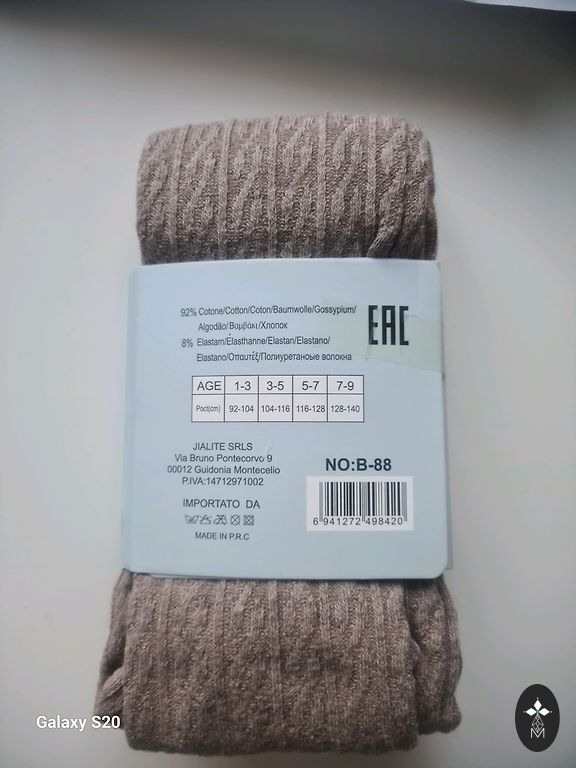 92% Cotone/Cotton/Coton/Baumwolle/Gossypium/
Algodão/Βαμβάκι/Хлопок
8% Elastam/Elasthanne/Elastan/Elastano/
Elastano/Οπαυτέξ/Полиуретаноые волокна
EAC
AGE 1-3 3-5 5-7 7-9
Рост(cm) 92-104 104-116 116-128 128-140
JIALITE SRLS
Via Bruno Pontecorvo 9
00012 Guidonia Montecelio
P.IVA:14712971002
IMPORTATO DA
MADE IN P.R.C
NO:B-88
6 941272 498420
Galaxy S20
M